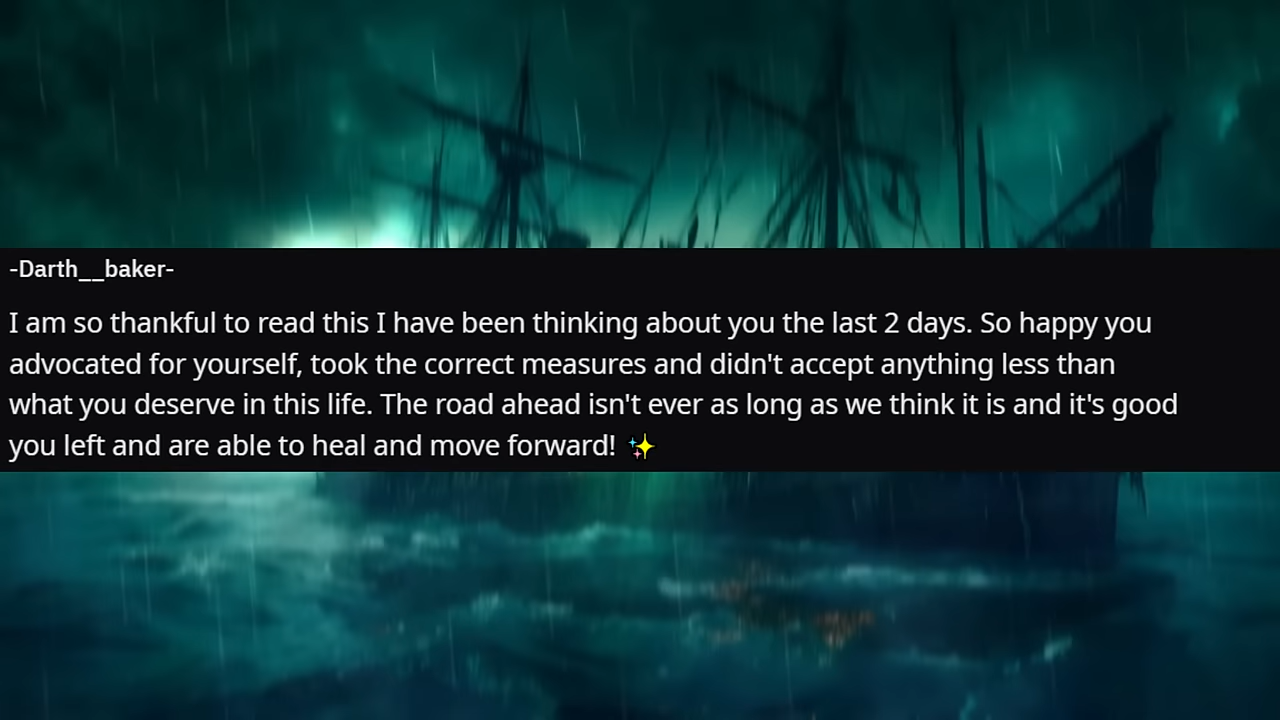 -Darth__baker-
I am so thankful to read this I have been thinking about you the last 2 days. So happy you
advocated for yourself, took the correct measures and didn't accept anything less than
what you deserve in this life. The road ahead isn't ever as long as we think it is and it's good
you left and are able to heal and move forward! ✨